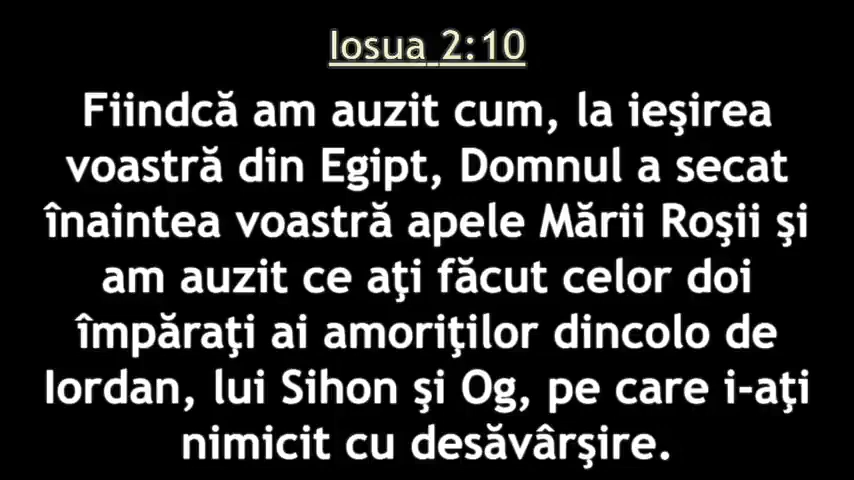 Iosua 2:10
Fiindcă am auzit cum, la ieşirea
voastră din Egipt, Domnul a secat
înaintea voastră apele Mării Roşii şi
am auzit ce aţi făcut celor doi
împăraţi ai amoriţilor dincolo de
Iordan, lui Sihon şi Og, pe care i-aţi
nimicit cu desăvârşire.